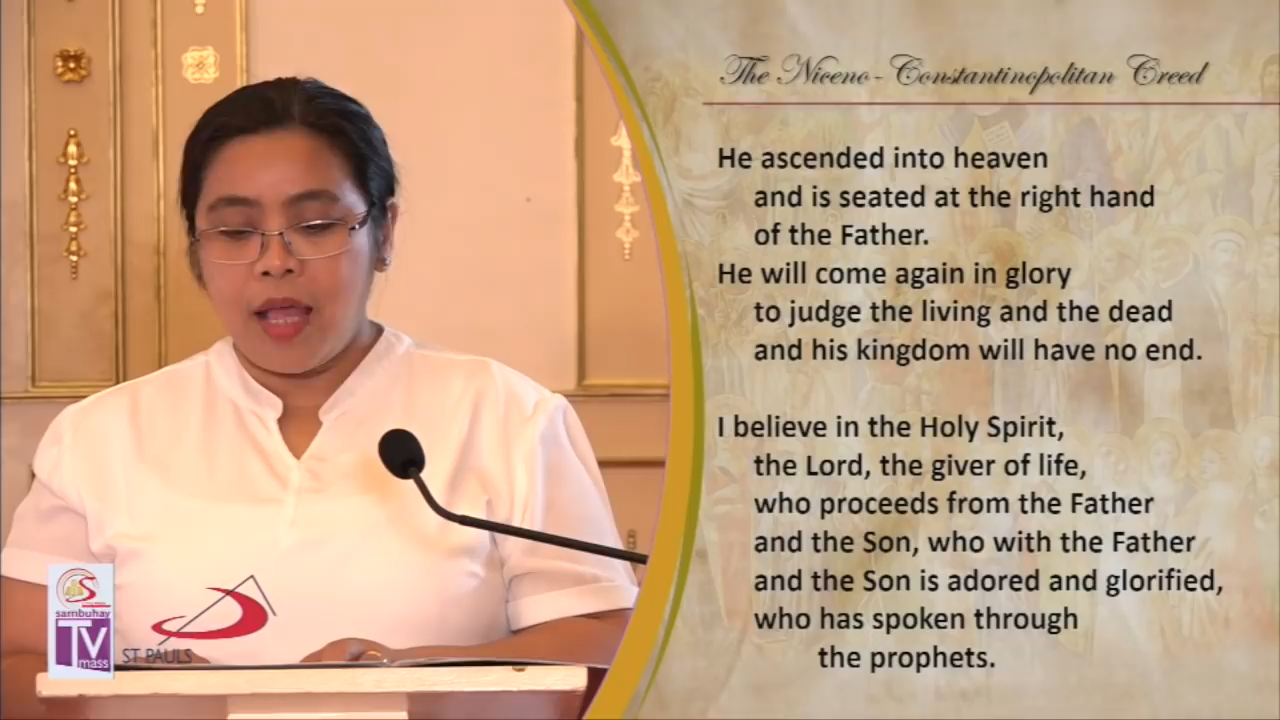 The Niceno-Constantinopolitan Creed
He ascended into heaven
and is seated at the right hand
of the Father.
He will come again in glory
to judge the living and the dead
and his kingdom will have no end.
I believe in the Holy Spirit,
the Lord, the giver of life,
who proceeds from the Father
and the Son, who with the Father
and the Son is adored and glorified,
who has spoken through
the prophets.
sambuhay
TV
mass
ST PAULS